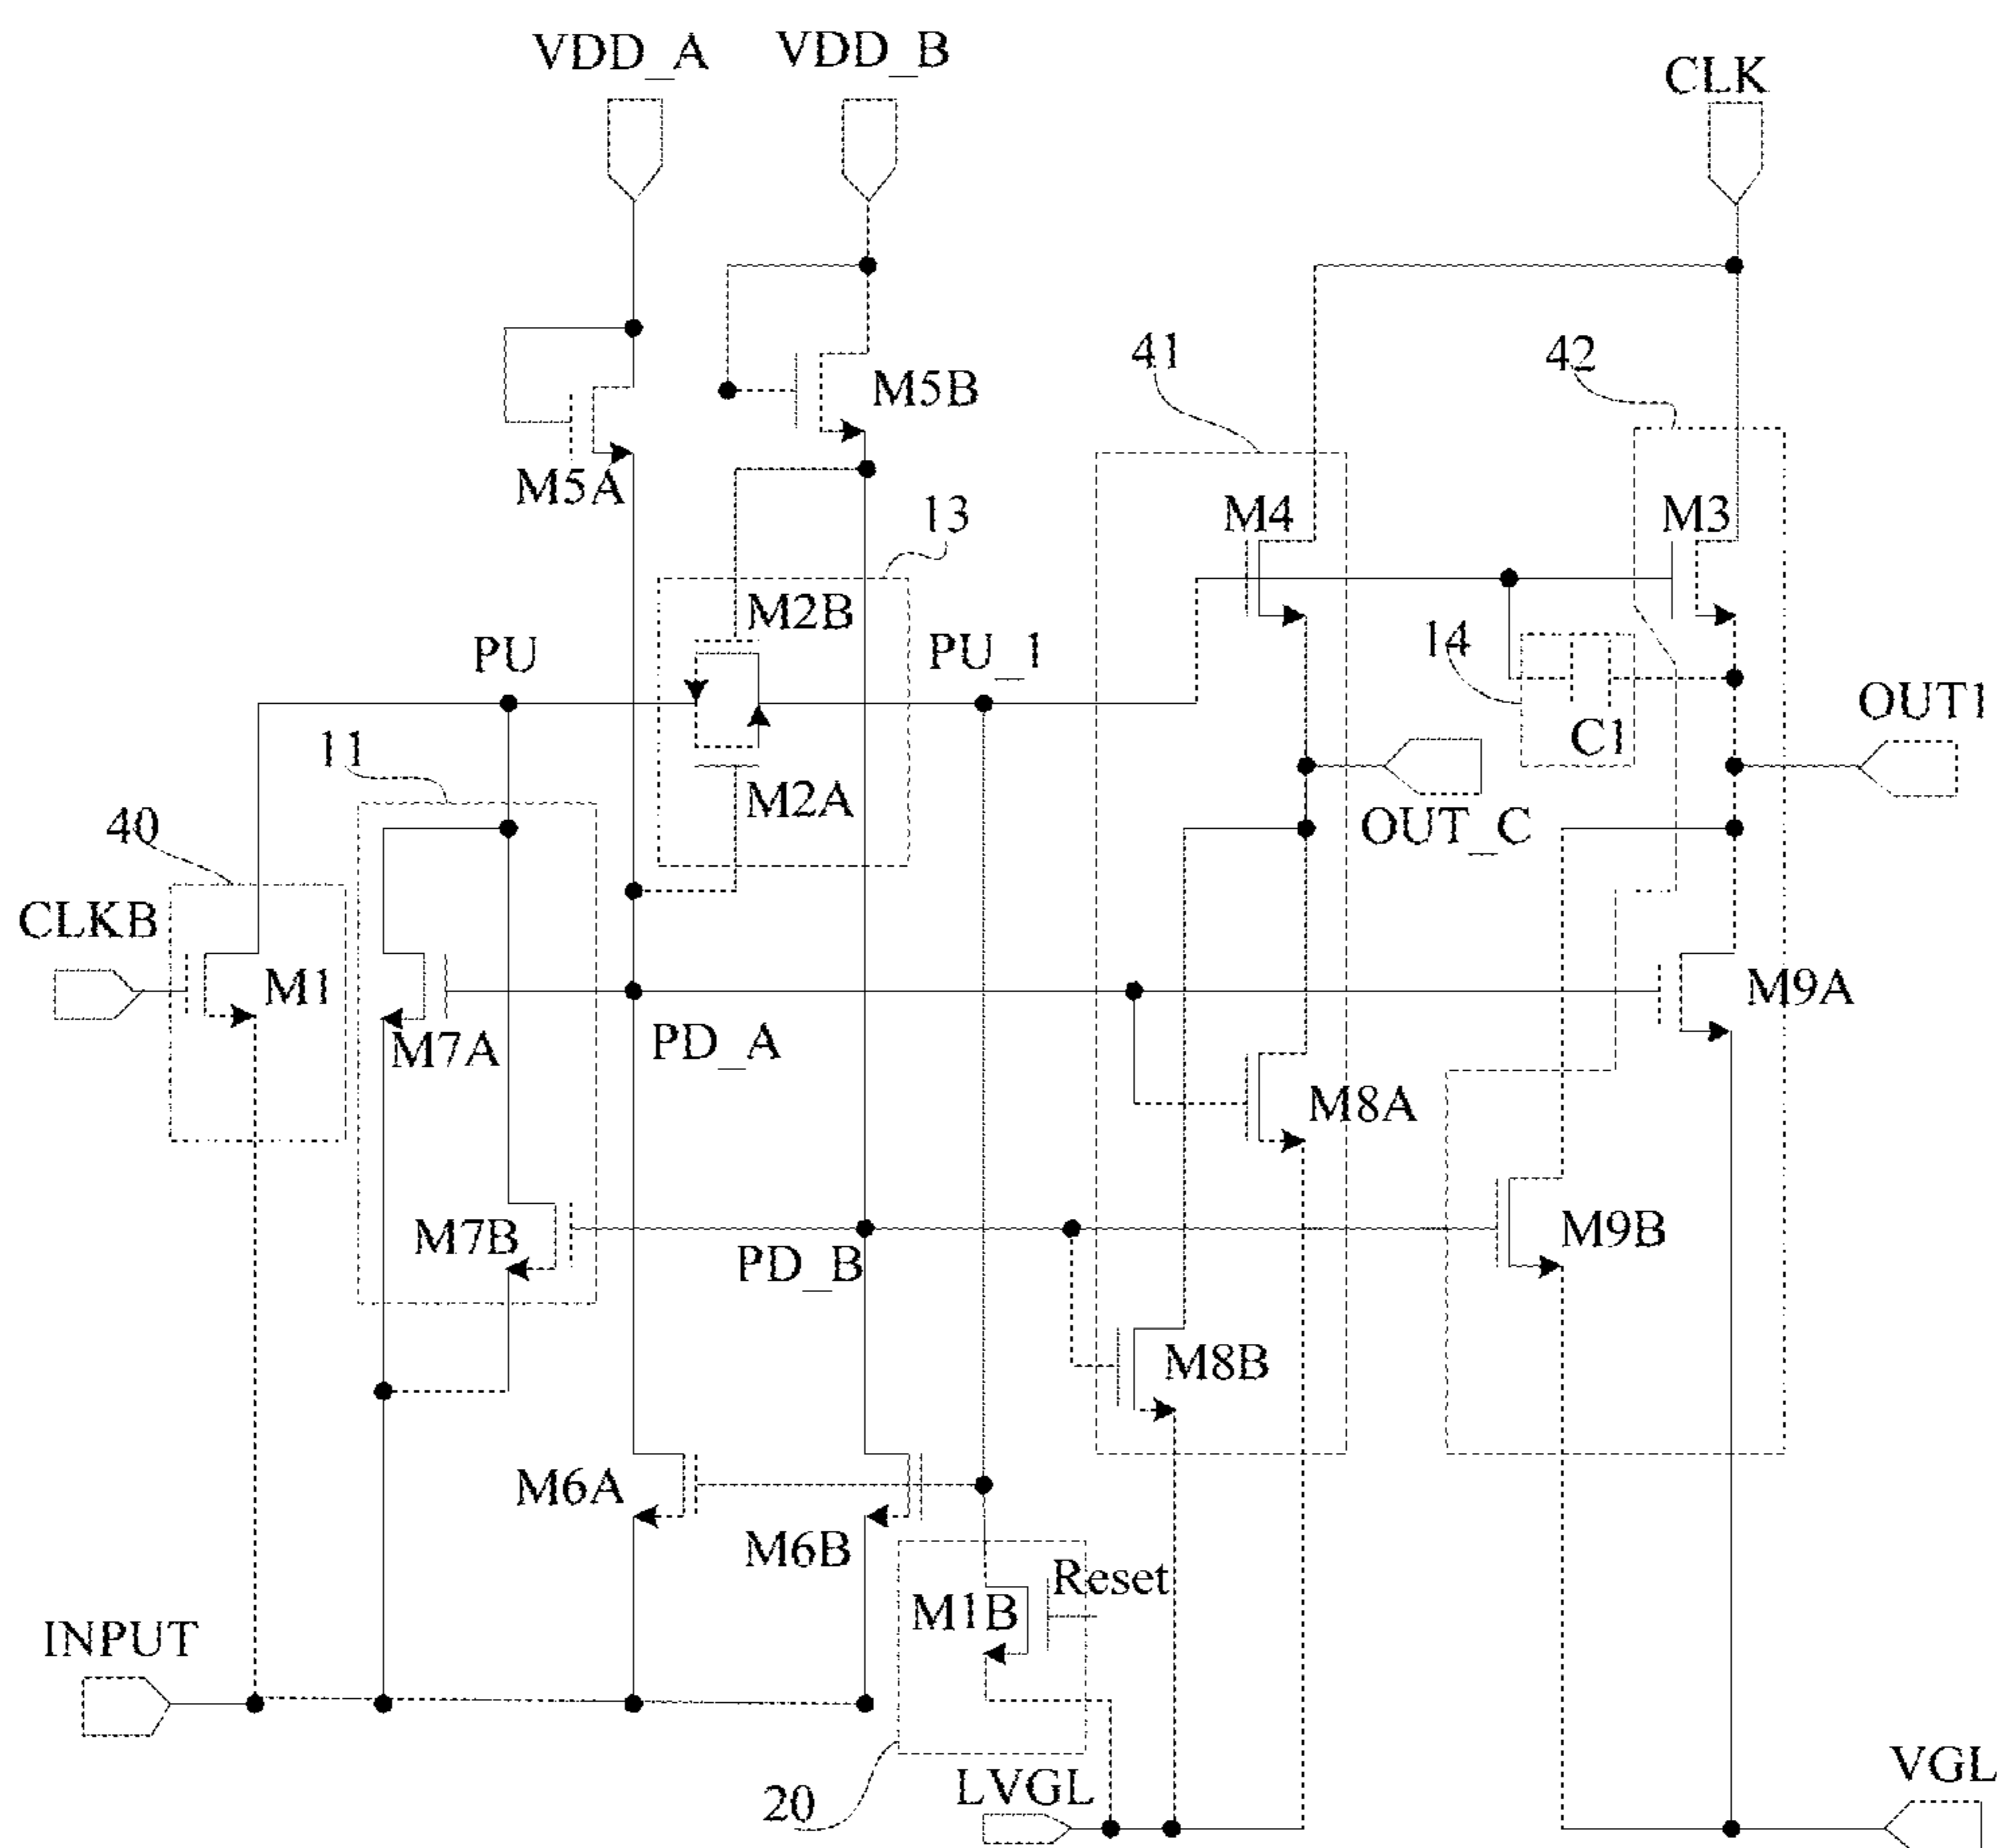 VDD_A
VDD_B
CLK
M5B
41
42
M5A
13
M4
M3
M2B
PU
PU_1
14
OUT1
C1
11
M2A
OUT_C
40
CLKB
M1
M7A
PD_A
M9A
M8A
M7B
PD_B
M9B
M8B
M6A
M6B
Reset
M1B
INPUT
20
LVGL
VGL